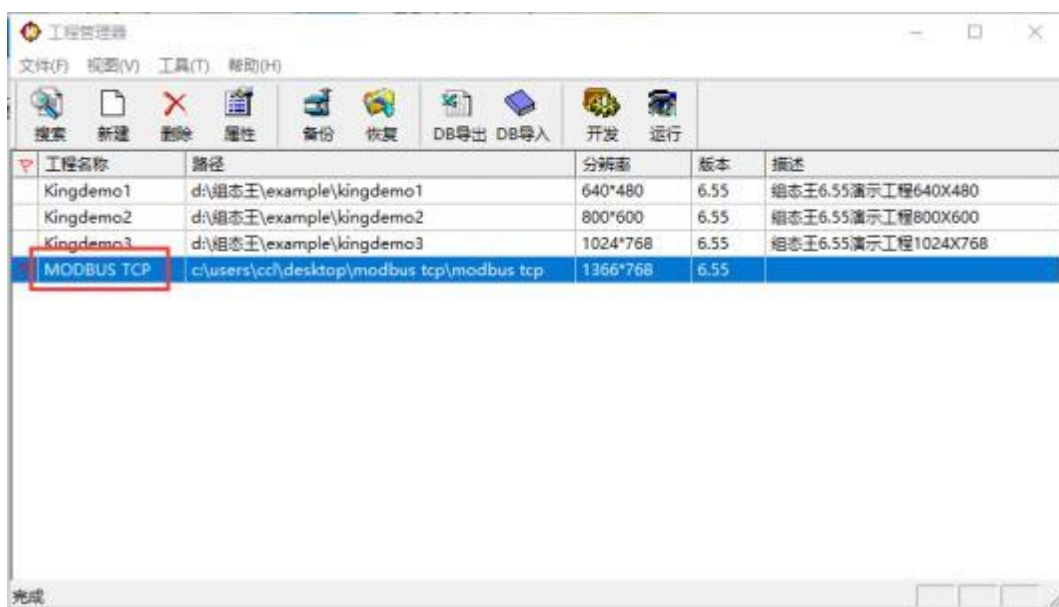 工程管理器
文件(F) 视图(V) 工具(T) 帮助(H)
搜索 新建 删除 属性 备份 恢复 DB导出 DB导入 开发 运行
工程名称 路径 分辨率 版本 描述
Kingdemo1 d:\组态王\example\kingdemo1 640*480 6.55 组态王6.55演示工程640X480
Kingdemo2 d:\组态王\example\kingdemo2 800*600 6.55 组态王6.55演示工程800X600
Kingdemo3 d:\组态王\example\kingdemo3 1024*768 6.55 组态王6.55演示工程1024X768
MODBUS TCP c:\users\ccl\desktop\modbus tcp\modbus tcp 1366*768 6.55
完成